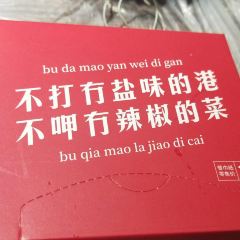 bu da mao yan wei di gan
不打冇盐味的港
不呷冇辣椒的菜
bu qia mao la jiao di cai